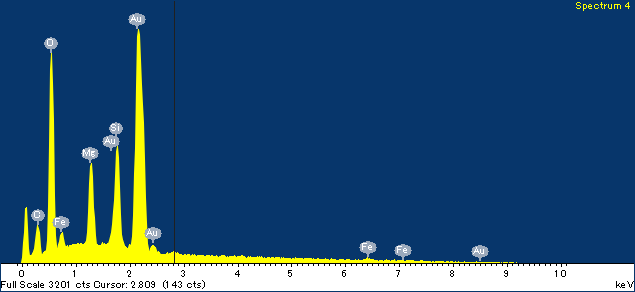 Spectrum 4
Au
O
Si
Au
Mg
O
Fe
Au
Fe
Fe
Au
0 1 2 3 4 5 6 7 8 9 10
Full Scale 3201 cts Cursor: 2.809 (143 cts) keV